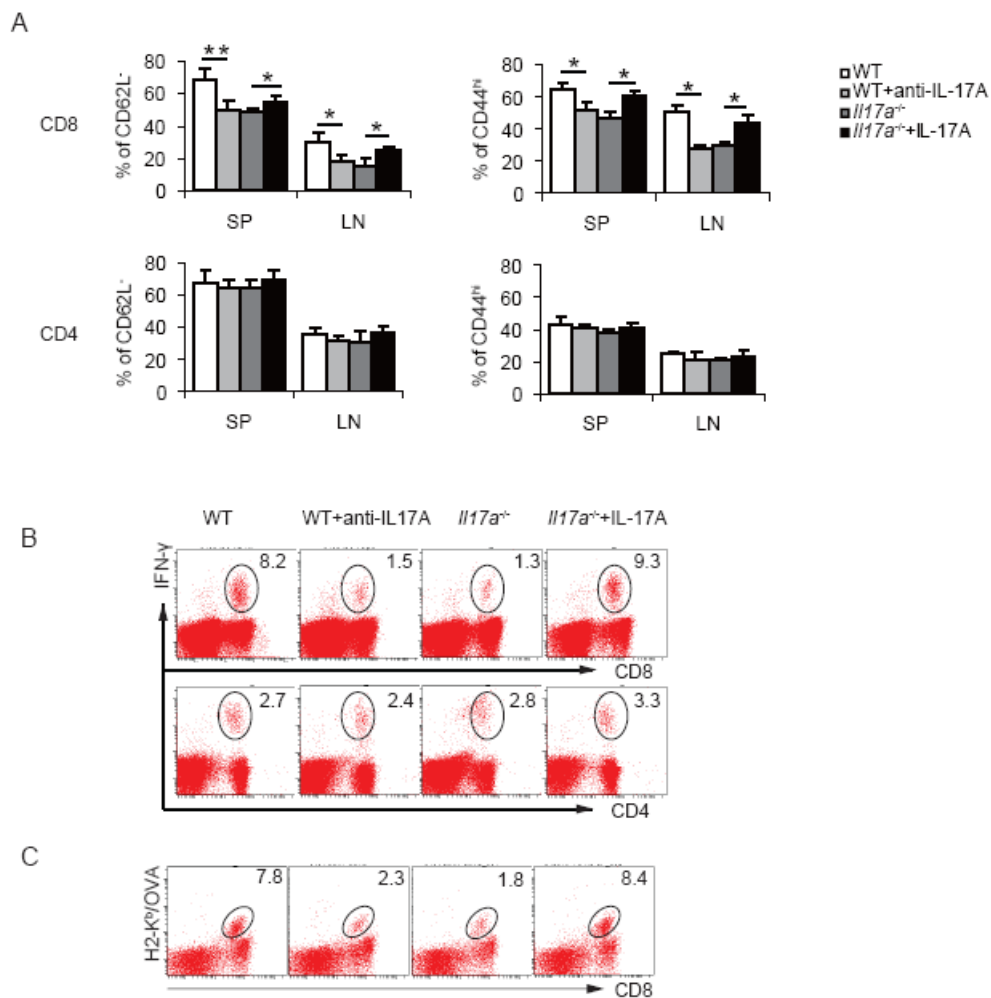 A
CD8
% of CD62L-
80
60
40
20
0
** * * *
SP LN
% of CD44hi
80
60
40
20
0
* * * *
SP LN
WT
WT+anti-IL-17A
Il17a-/-
Il17a-/-+IL-17A
CD4
% of CD62L-
80
60
40
20
0
SP LN
% of CD44hi
80
60
40
20
0
SP LN
B
WT WT+anti-IL17A Il17a-/- Il17a-/-+IL-17A
IFN-γ
8.2 1.5 1.3 9.3
CD8
2.7 2.4 2.8 3.3
CD4
C
H2-Kb/OVA
7.8 2.3 1.8 8.4
CD8